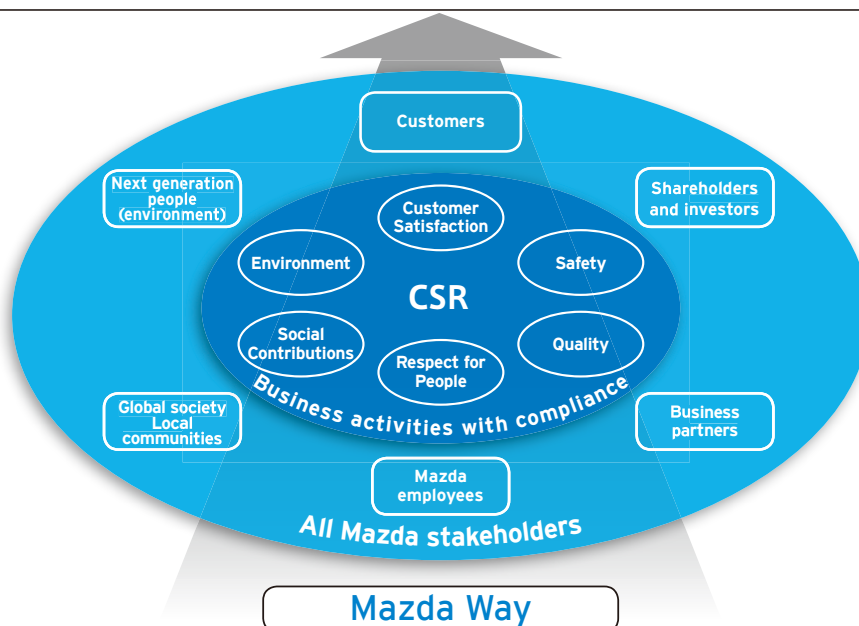 Customers
Next generation
people
(environment)
Shareholders
and investors
Customer
Satisfaction
Environment
Safety
CSR
Social
Contributions
Quality
Respect for
People
Business activities with compliance
Global society
Local
communities
Business
partners
Mazda
employees
All Mazda stakeholders
Mazda Way